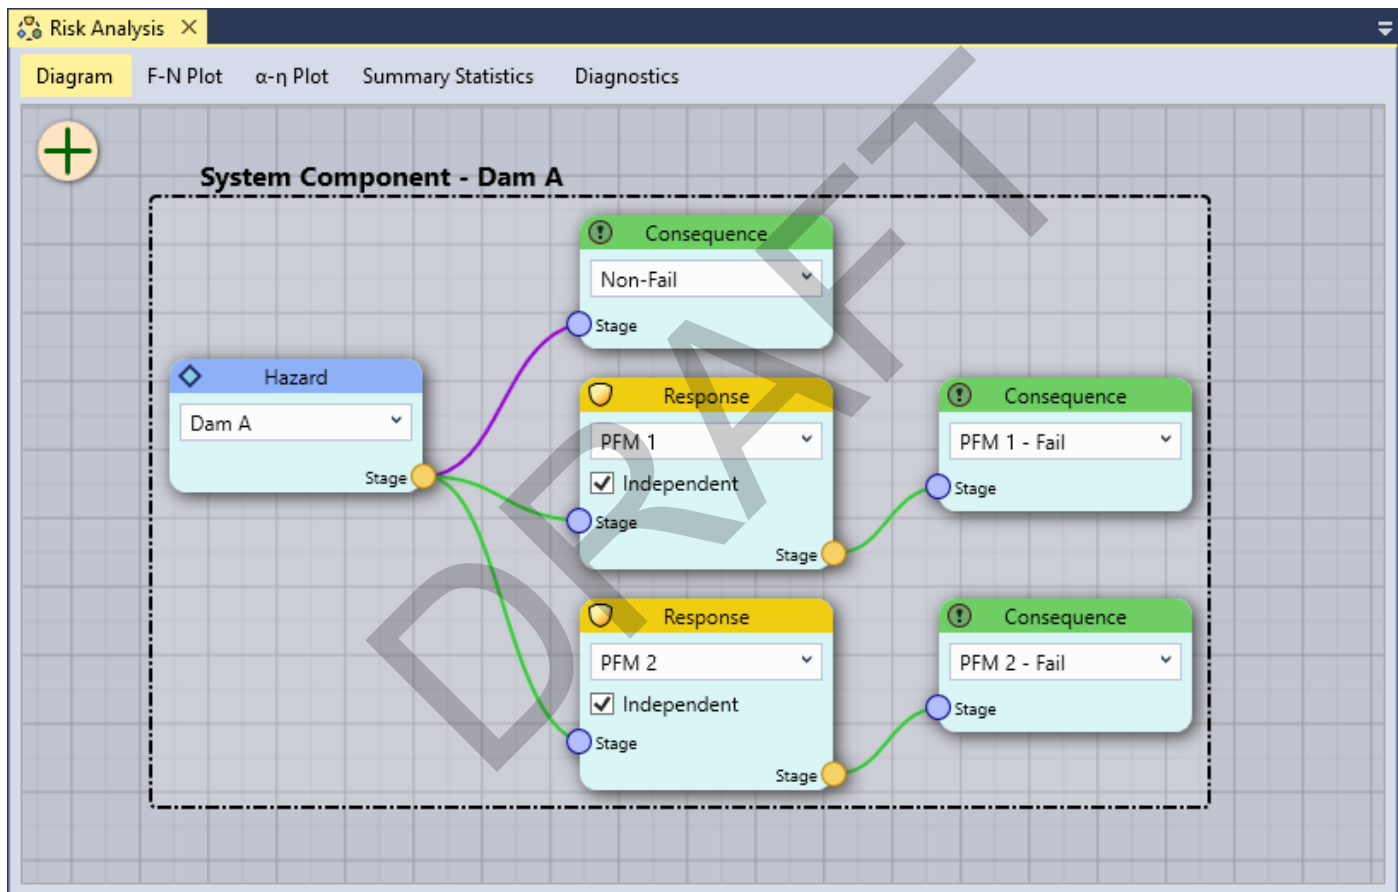 Risk Analysis
Diagram F-N Plot α-η Plot Summary Statistics Diagnostics
System Component - Dam A
Consequence
Non-Fail
Stage
Hazard
Dam A
Stage
Response
PFM 1
Independent
Stage
Stage
Consequence
PFM 1 - Fail
Stage
Response
PFM 2
Independent
Stage
Stage
Consequence
PFM 2 - Fail
Stage
DRAFT